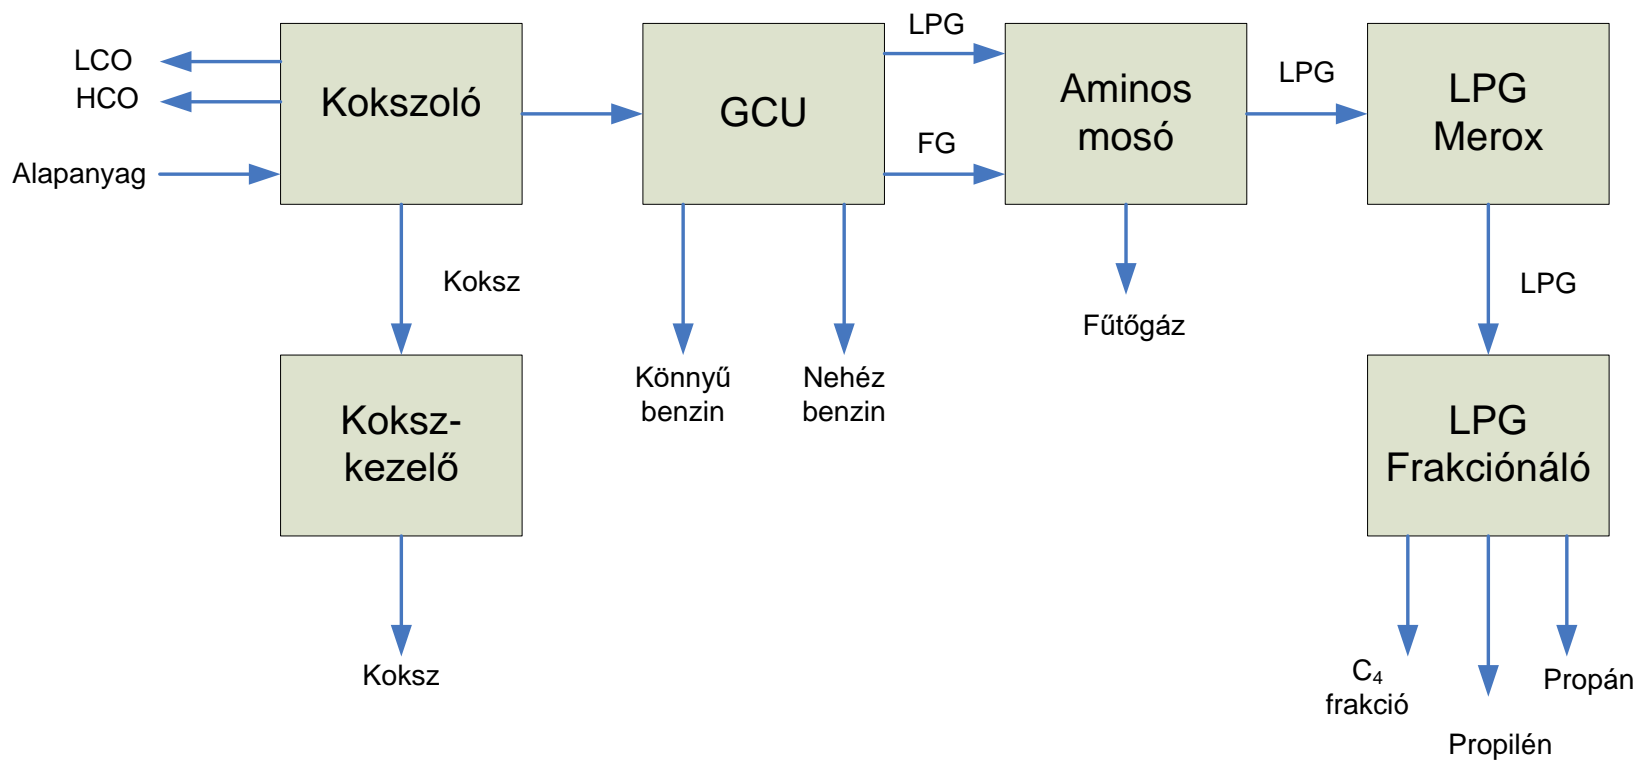 LCO
HCO
Alapanyag
Kokszoló
GCU
LPG
FG
Aminos
mosó
LPG
LPG
Merox
Koksz
Könnyű
benzin
Nehéz
benzin
Fűtőgáz
LPG
Koksz-
kezelő
LPG
Frakciónáló
Koksz
C₄
frakció
Propilén
Propán